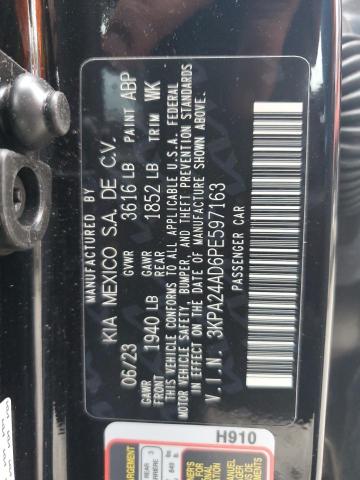 MANUFACTURED BY
KIA MEXICO S.A. DE C.V.
06/23 GVWR 3616 LB PAINT ABP
GAWR FRONT 1940 LB GAWR REAR 1852 LB TRIM WK
THIS VEHICLE CONFORMS TO ALL APPLICABLE U.S.A. FEDERAL
MOTOR VEHICLE SAFETY, BUMPER, AND THEFT PREVENTION STANDARDS
IN EFFECT ON THE DATE OF MANUFACTURE SHOWN ABOVE.
V.I.N. 3KPA24AD6PE597163
PASSENGER CAR
H910
REAR 3